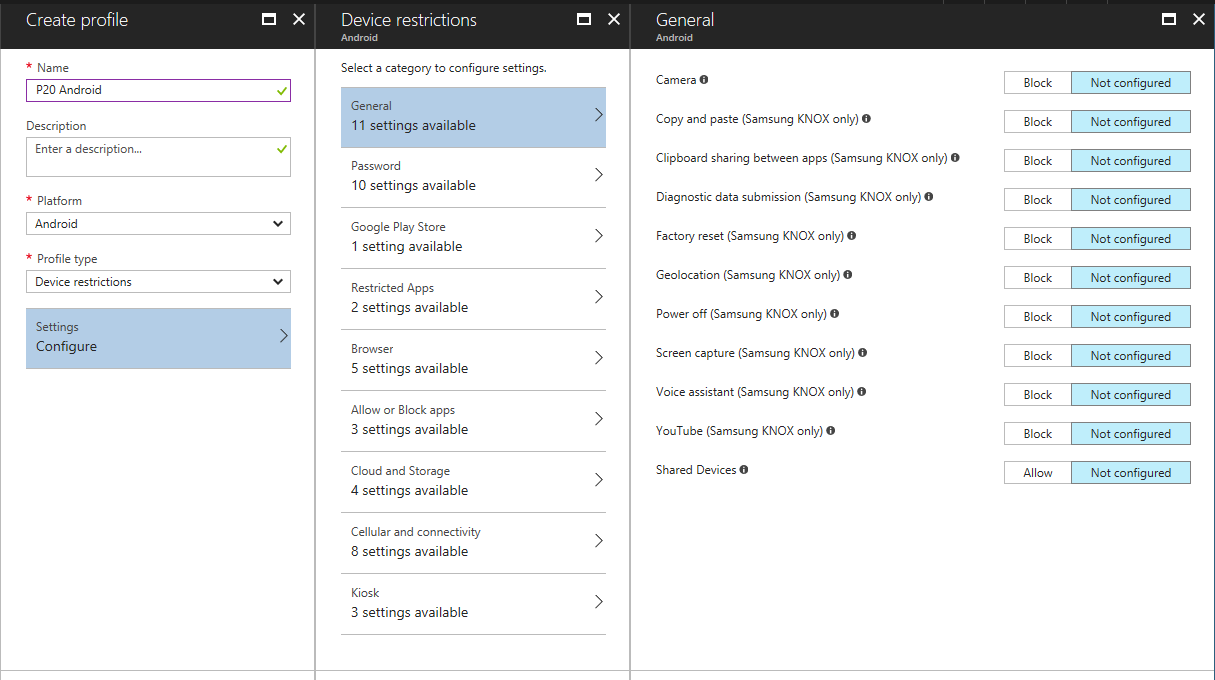 Create profile
* Name
P20 Android
Description
Enter a description...
* Platform
Android
* Profile type
Device restrictions
Settings
Configure
Device restrictions
Android
Select a category to configure settings.
General
11 settings available
Password
10 settings available
Google Play Store
1 setting available
Restricted Apps
2 settings available
Browser
5 settings available
Allow or Block apps
3 settings available
Cloud and Storage
4 settings available
Cellular and connectivity
8 settings available
Kiosk
3 settings available
General
Android
Camera Block Not configured
Copy and paste (Samsung KNOX only) Block Not configured
Clipboard sharing between apps (Samsung KNOX only) Block Not configured
Diagnostic data submission (Samsung KNOX only) Block Not configured
Factory reset (Samsung KNOX only) Block Not configured
Geolocation (Samsung KNOX only) Block Not configured
Power off (Samsung KNOX only) Block Not configured
Screen capture (Samsung KNOX only) Block Not configured
Voice assistant (Samsung KNOX only) Block Not configured
YouTube (Samsung KNOX only) Block Not configured
Shared Devices Allow Not configured